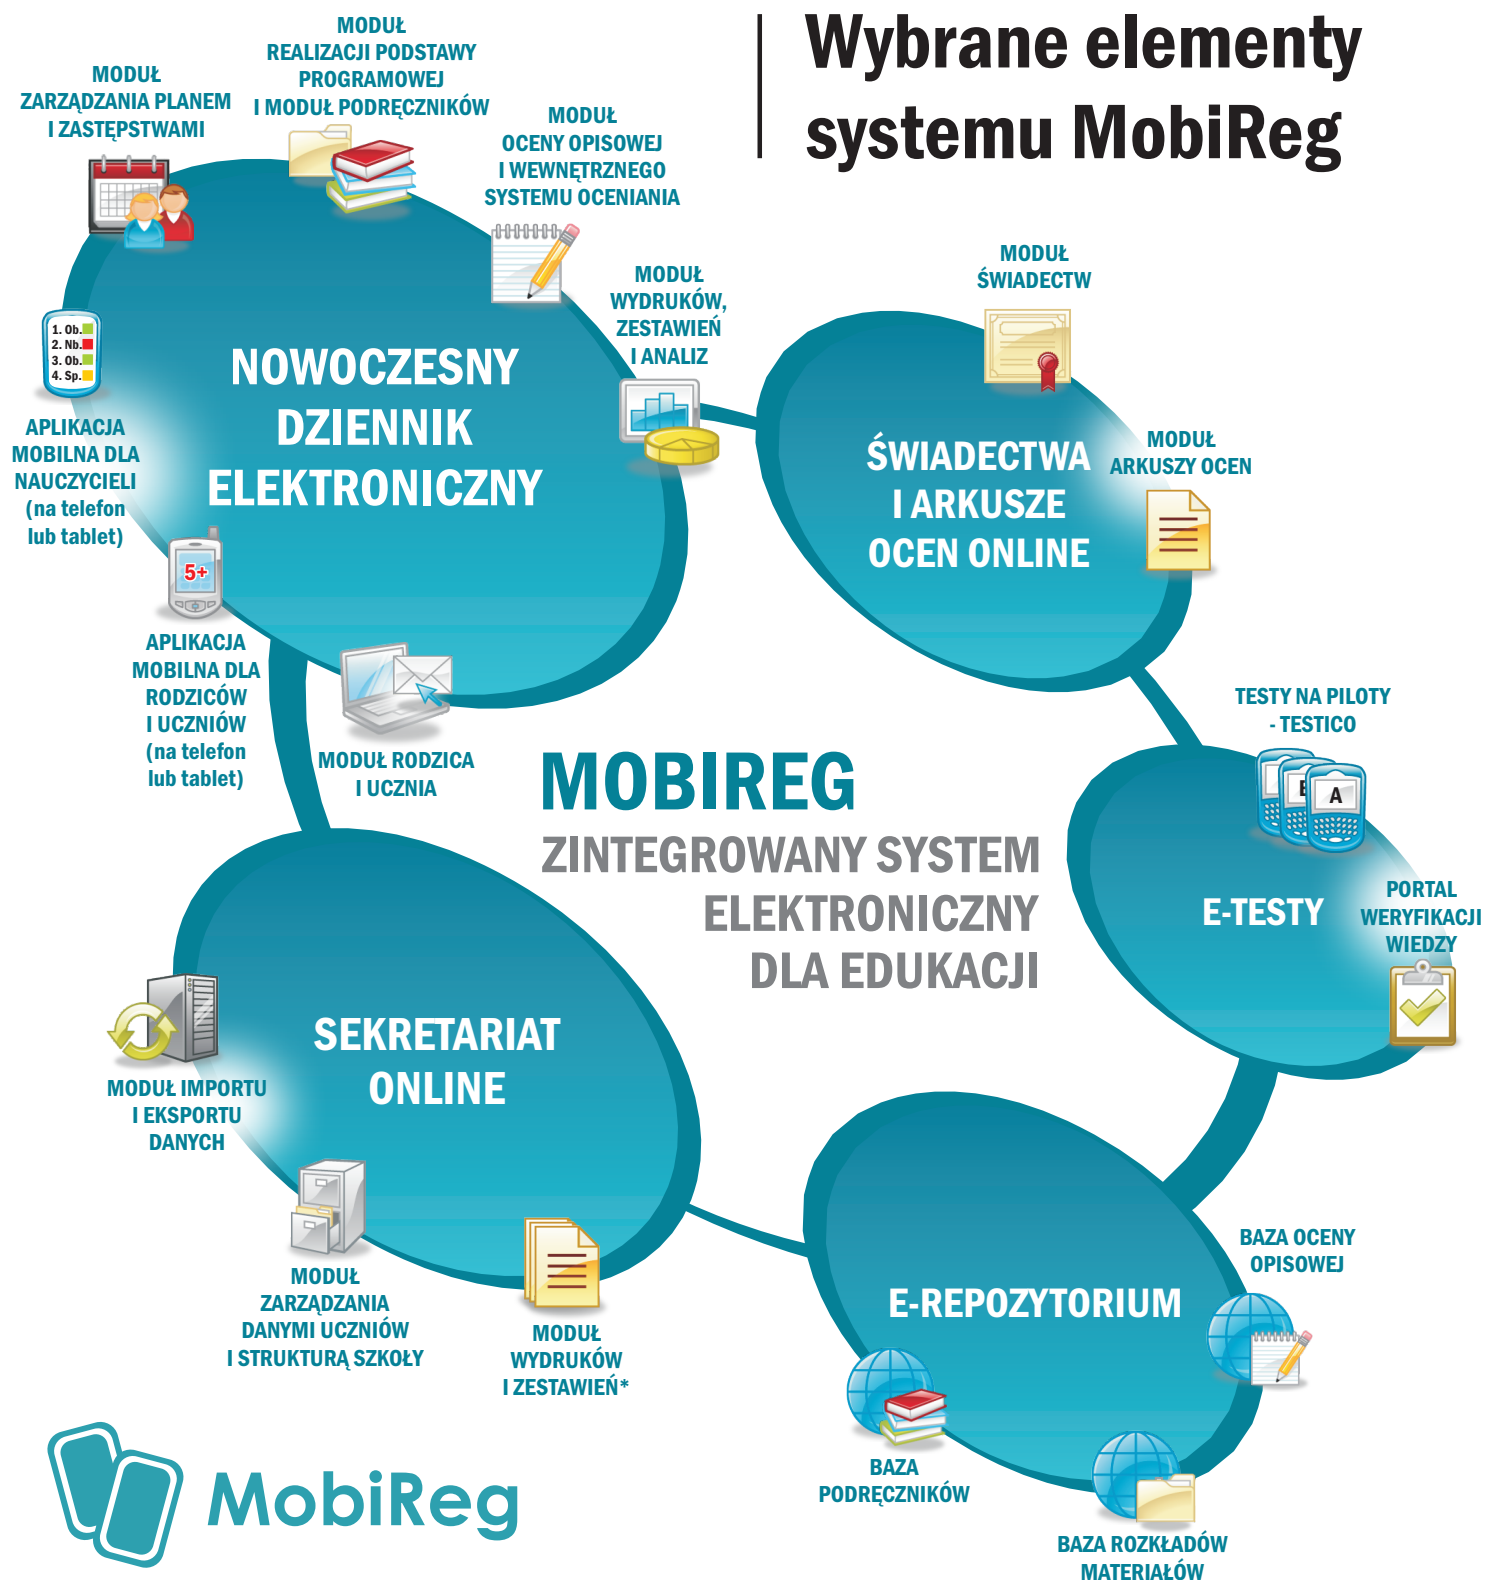 Wybrane elementy
systemu MobiReg
MODUŁ
REALIZACJI PODSTAWY
PROGRAMOWEJ
I MODUŁ PODRĘCZNIKÓW
MODUŁ
ZARZĄDZANIA PLANEM
I ZASTĘPSTWAMI
MODUŁ
OCENY OPISOWEJ
I WEWNĘTRZNEGO
SYSTEMU OCENIANIA
MODUŁ
WYDRUKÓW,
ZESTAWIEŃ
I ANALIZ
1. Ob.
2. Nb.
3. Ob.
4. Sp.
NOWOCZESNY
DZIENNIK
ELEKTRONICZNY
APLIKACJA
MOBILNA DLA
NAUCZYCIELI
(na telefon
lub tablet)
5+
APLIKACJA
MOBILNA DLA
RODZICÓW
I UCZNIÓW
(na telefon
lub tablet)
MODUŁ RODZICA
I UCZNIA
MODUŁ
ŚWIADECTW
ŚWIADECTWA
I ARKUSZE
OCEN ONLINE
MODUŁ
ARKUSZY OCEN
TESTY NA PILOTY
- TESTICO
B
A
E-TESTY
PORTAL
WERYFIKACJI
WIEDZY
MOBIREG
ZINTEGROWANY SYSTEM
ELEKTRONICZNY
DLA EDUKACJI
SEKRETARIAT
ONLINE
MODUŁ IMPORTU
I EKSPORTU
DANYCH
MODUŁ
ZARZĄDZANIA
DANYMI UCZNIÓW
I STRUKTURĄ SZKOŁY
MODUŁ
WYDRUKÓW
I ZESTAWIEŃ*
E-REPOZYTORIUM
BAZA OCENY
OPISOWEJ
BAZA
PODRĘCZNIKÓW
BAZA ROZKŁADÓW
MATERIAŁÓW
MobiReg